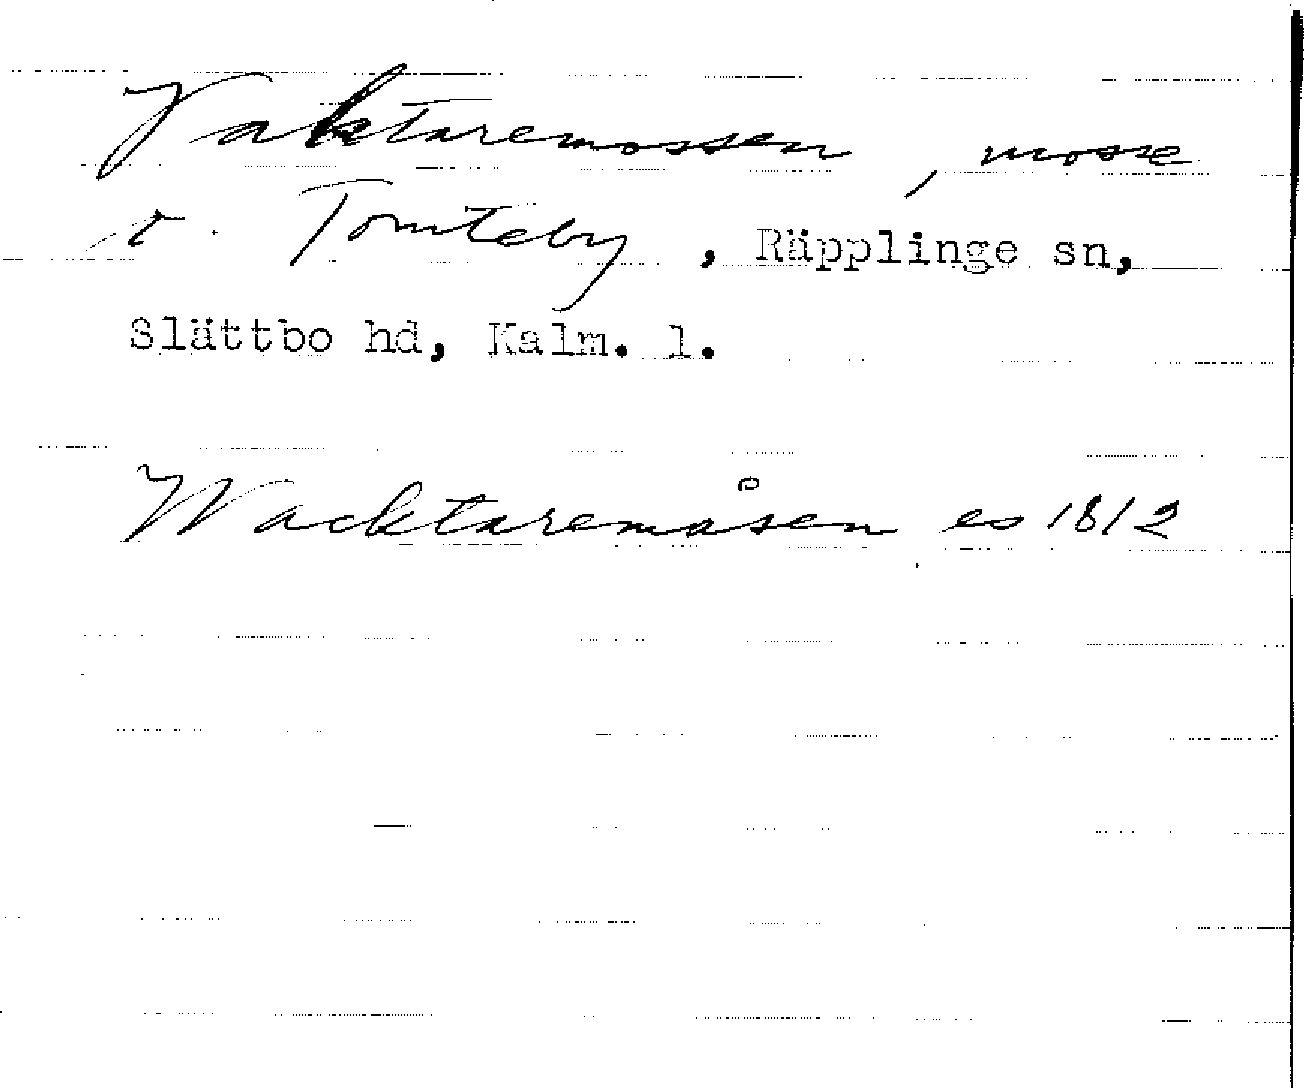 Vaktaremossen, mosse
v. Tomteby, Räpplinge sn,
Slättbo hd, Kalm. l.
Wacktaremåsen es 1812